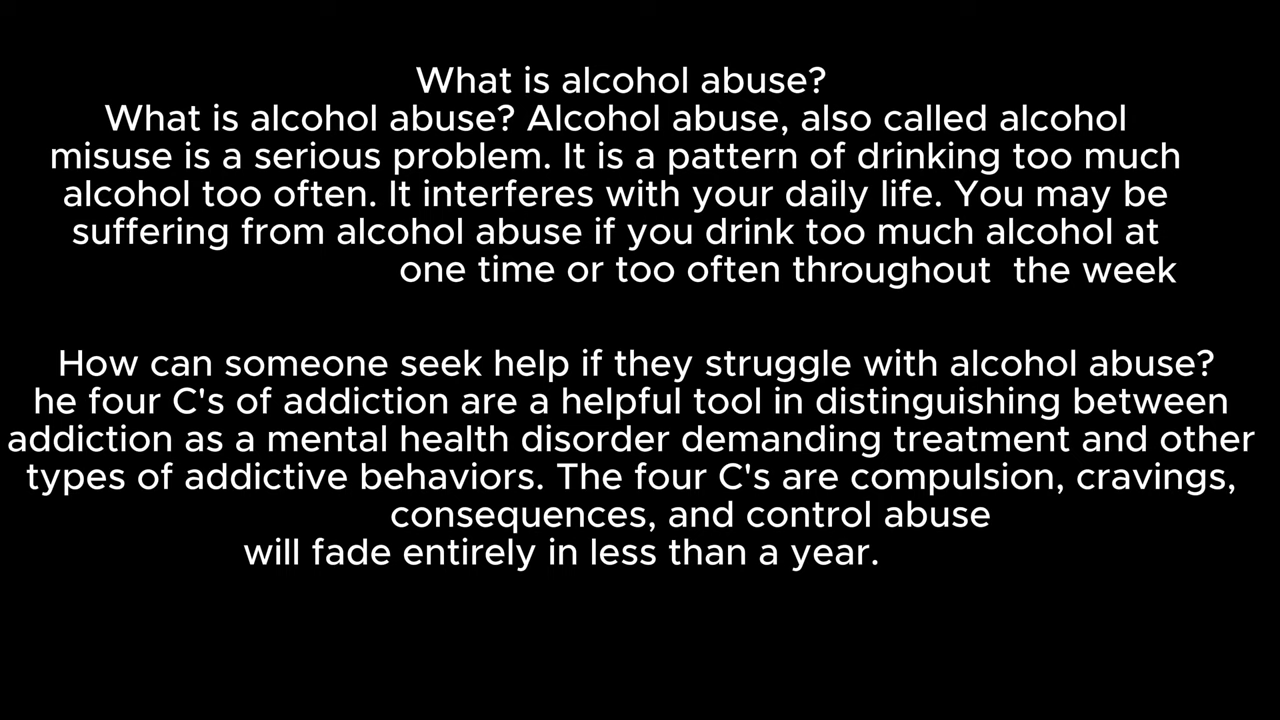 What is alcohol abuse?
What is alcohol abuse? Alcohol abuse, also called alcohol
misuse is a serious problem. It is a pattern of drinking too much
alcohol too often. It interferes with your daily life. You may be
suffering from alcohol abuse if you drink too much alcohol at
one time or too often throughout the week
How can someone seek help if they struggle with alcohol abuse?
he four C's of addiction are a helpful tool in distinguishing between
addiction as a mental health disorder demanding treatment and other
types of addictive behaviors. The four C's are compulsion, cravings,
consequences, and control abuse
will fade entirely in less than a year.